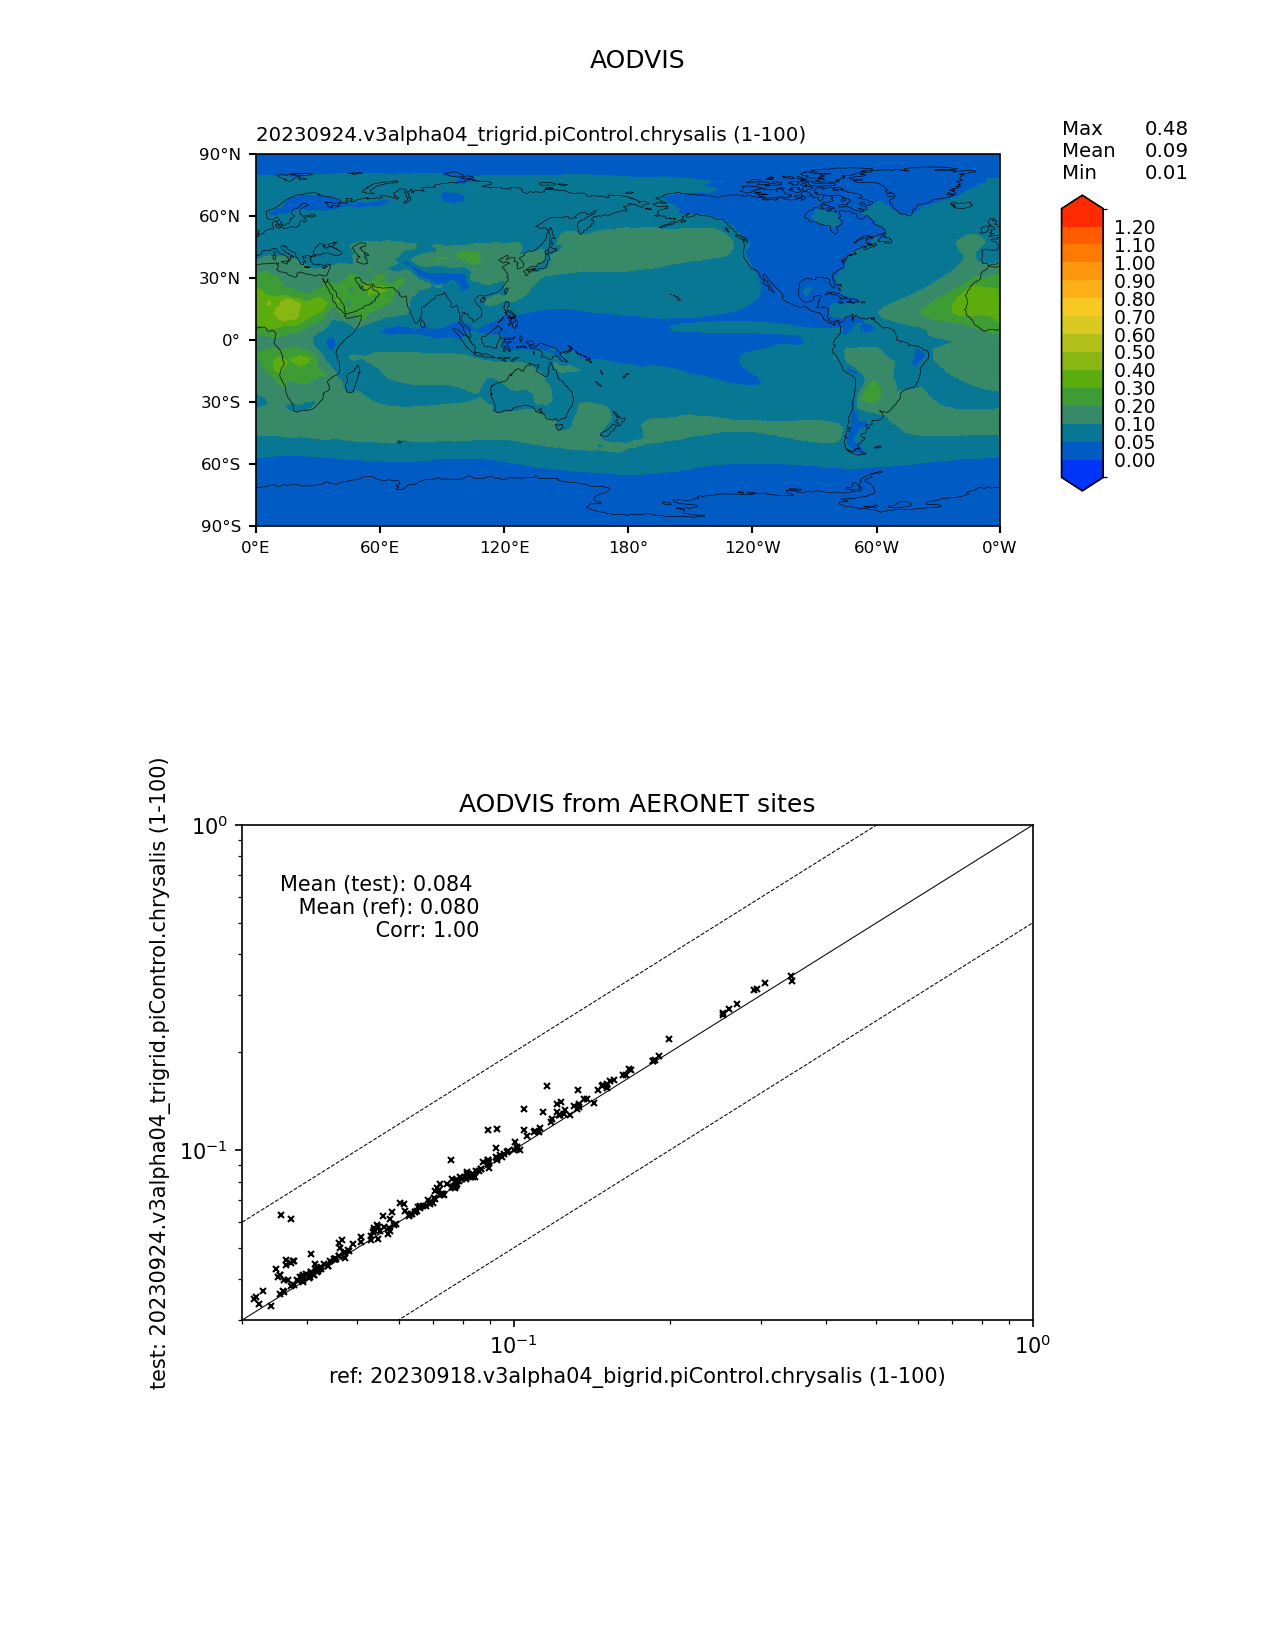 AODVIS
20230924.v3alpha04_trigrid.piControl.chrysalis (1-100)
Max 0.48
Mean 0.09
Min 0.01
90°N
60°N
30°N
0°
30°S
60°S
90°S
0°E 60°E 120°E 180° 120°W 60°W 0°W
1.20
1.10
1.00
0.90
0.80
0.70
0.60
0.50
0.40
0.30
0.20
0.10
0.05
0.00
AODVIS from AERONET sites
test: 20230924.v3alpha04_trigrid.piControl.chrysalis (1-100)
10⁰
10⁻¹
Mean (test): 0.084
Mean (ref): 0.080
Corr: 1.00
10⁻¹ 10⁰
ref: 20230918.v3alpha04_bigrid.piControl.chrysalis (1-100)